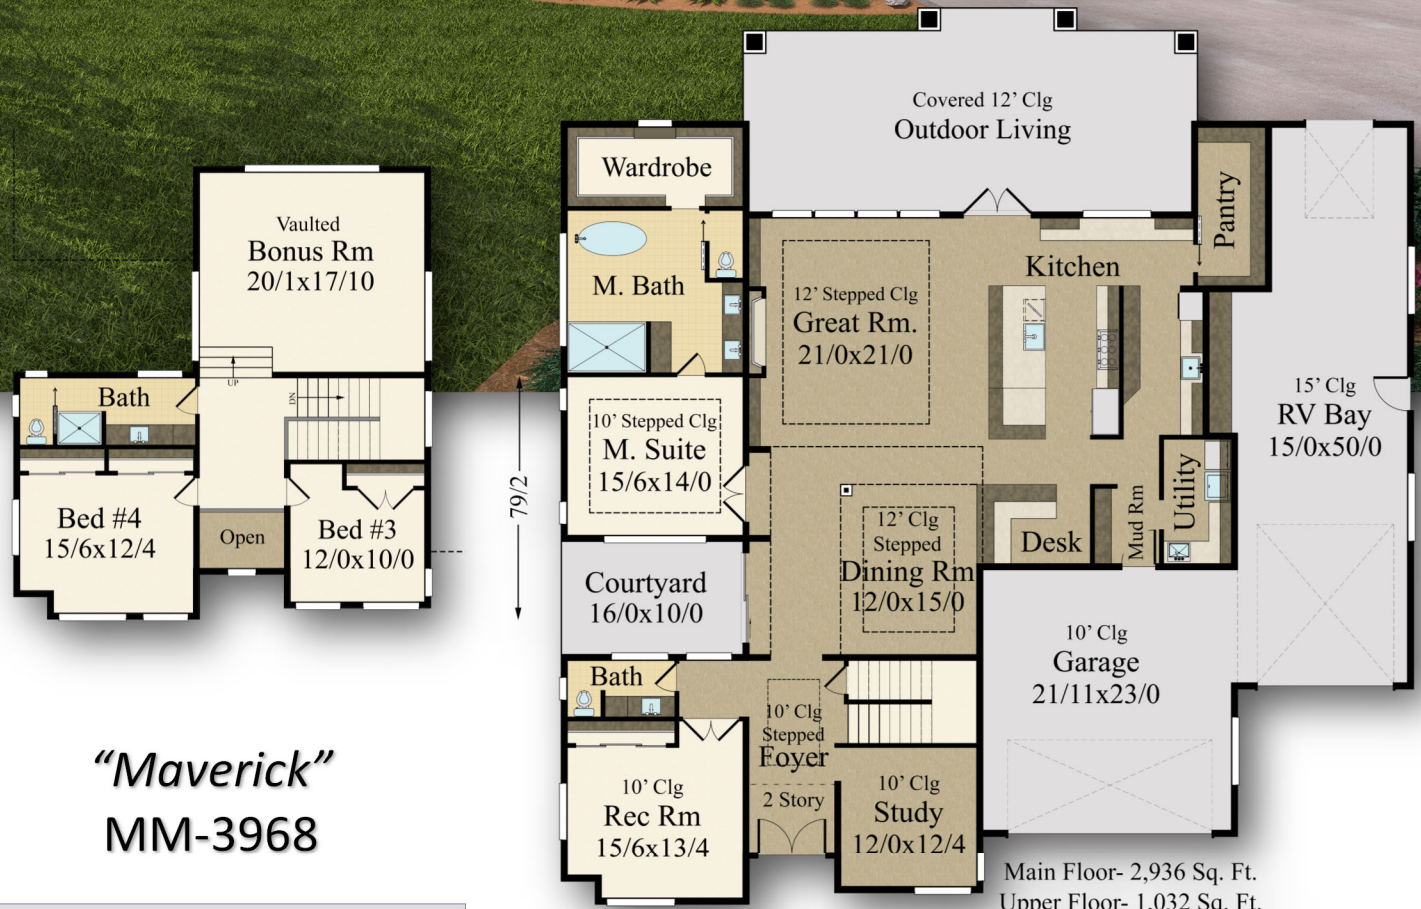 Vaulted
Bonus Rm
20/1x17/10
UP
Bath
DN
Bed #4
15/6x12/4
Open
Bed #3
12/0x10/0
"Maverick"
MM-3968
79/2
Covered 12' Clg
Outdoor Living
Wardrobe
M. Bath
10' Stepped Clg
M. Suite
15/6x14/0
Courtyard
16/0x10/0
Bath
10' Clg
Rec Rm
15/6x13/4
12' Stepped Clg
Great Rm.
21/0x21/0
Kitchen
Pantry
12' Clg
Stepped
Dining Rm
12/0x15/0
Desk
Mud Rm
Utility
10' Clg
Stepped
Foyer
2 Story
10' Clg
Study
12/0x12/4
15' Clg
RV Bay
15/0x50/0
10' Clg
Garage
21/11x23/0
Main Floor- 2,936 Sq. Ft.
Upper Floor- 1,032 Sq. Ft.